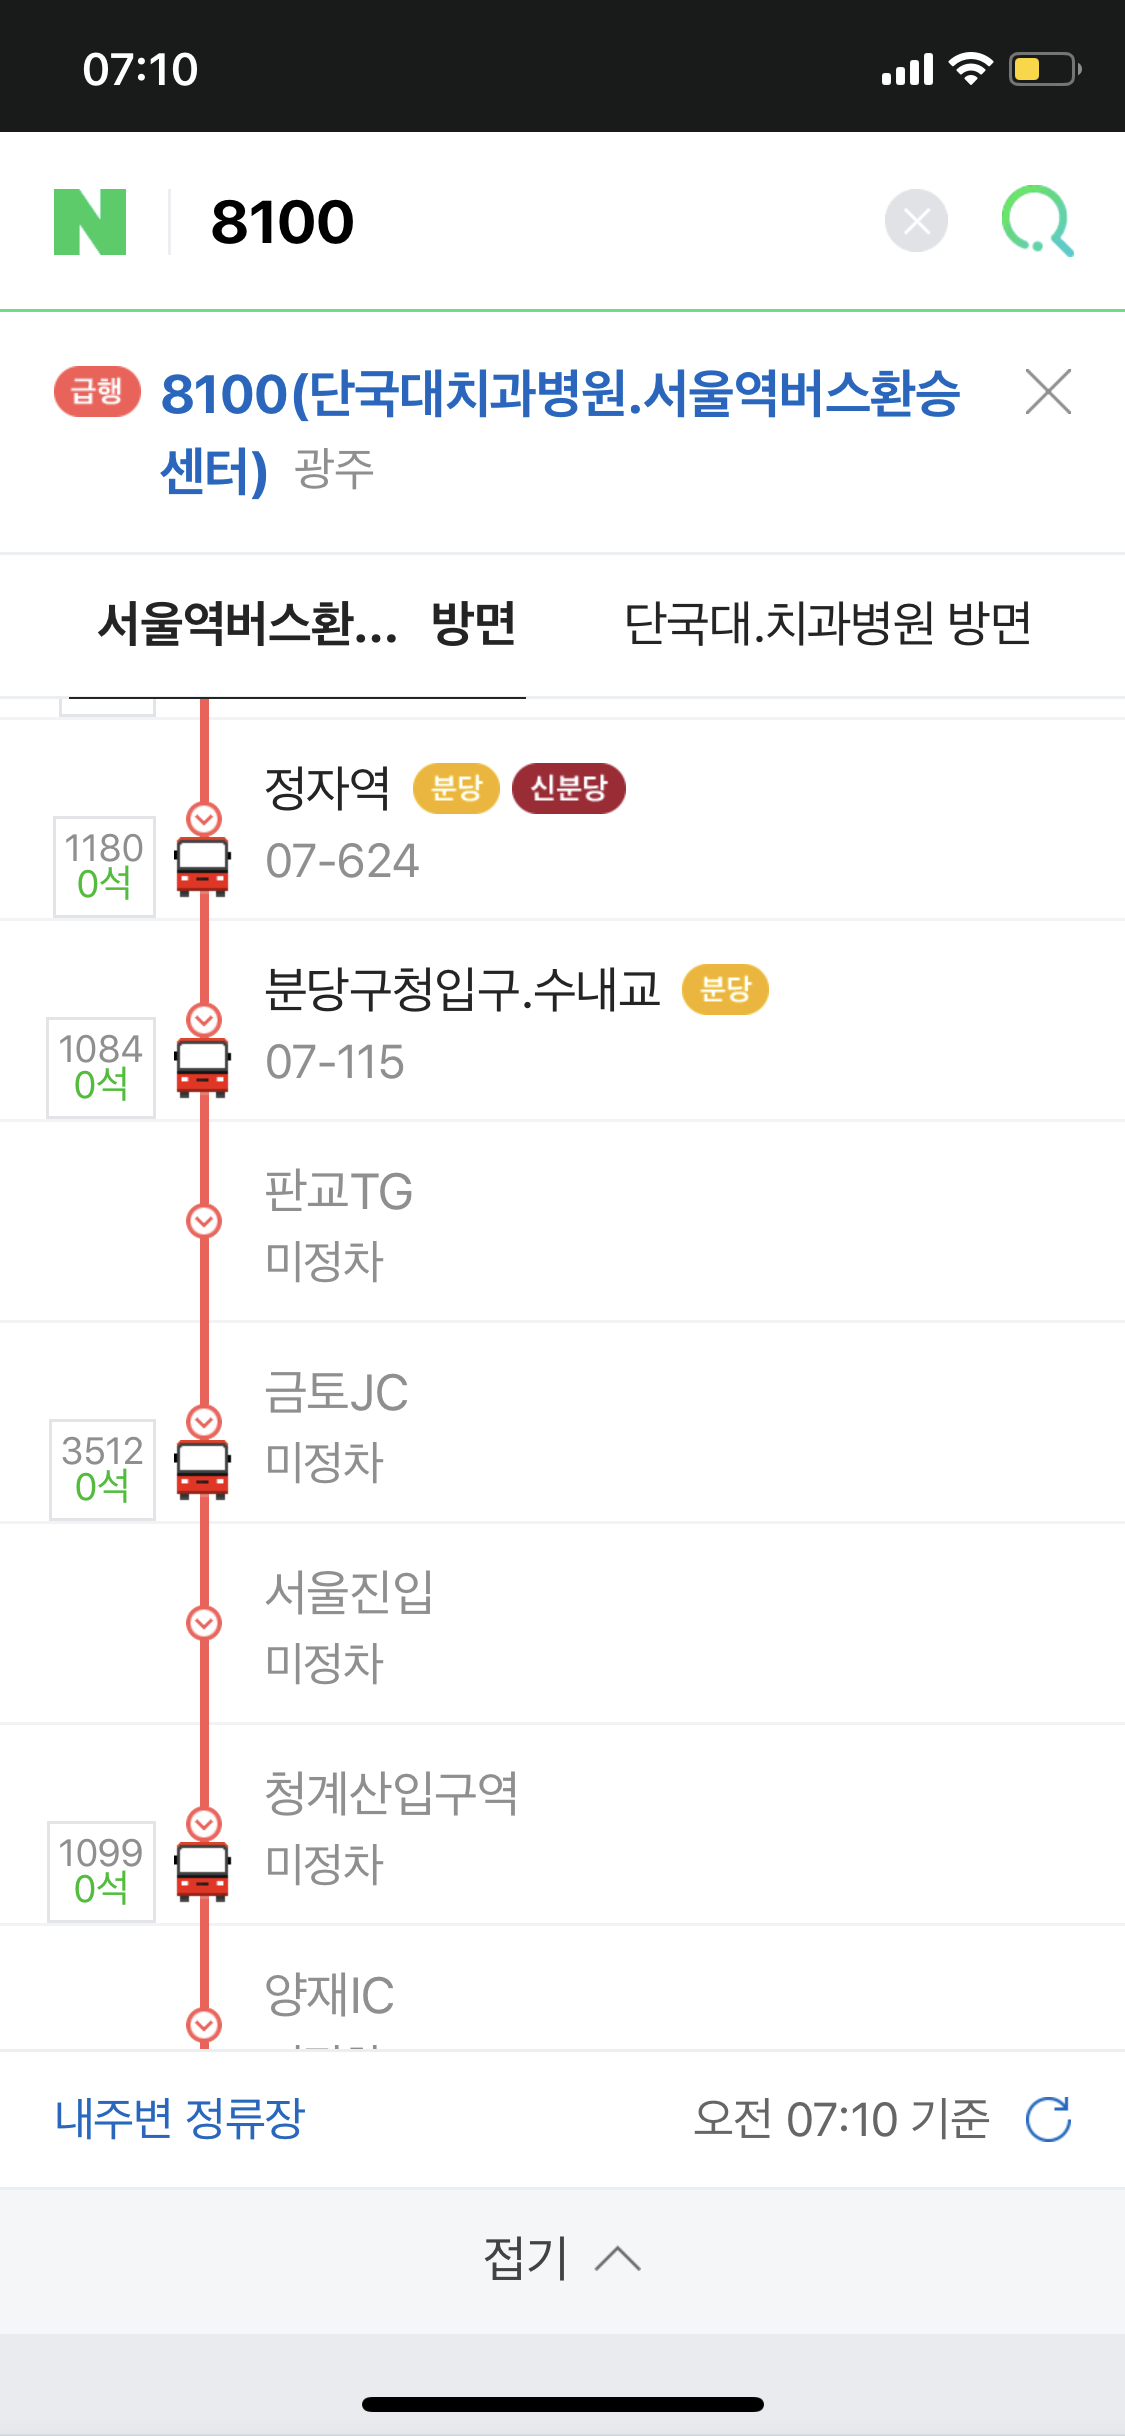 07:10
N 8100
급행 8100(단국대치과병원.서울역버스환승
센터) 광주
서울역버스환... 방면 단국대.치과병원 방면
정자역 분당 신분당
1180
0석
07-624
분당구청입구.수내교 분당
1084
0석
07-115
판교TG
미정차
금토JC
3512
0석
미정차
서울진입
미정차
청계산입구역
1099
0석
미정차
양재IC
내주변 정류장 오전 07:10 기준
접기